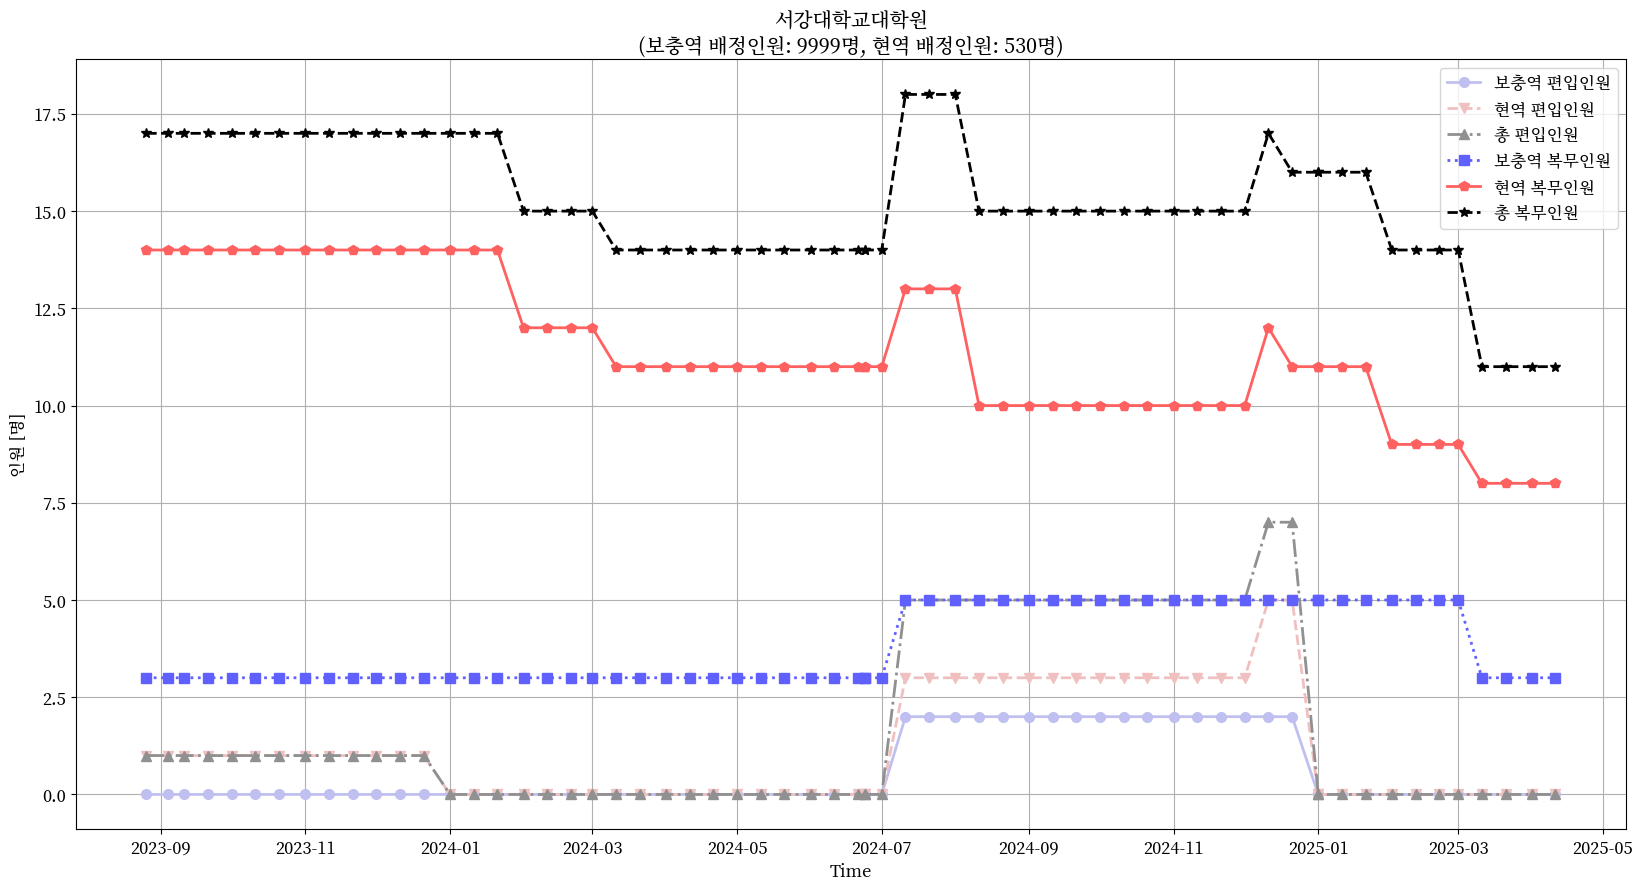 서강대학교대학원
(보충역 배정인원: 9999명, 현역 배정인원: 530명)
보충역 편입인원
현역 편입인원
총 편입인원
보충역 복무인원
현역 복무인원
총 복무인원
17.5
15.0
12.5
10.0
7.5
5.0
2.5
0.0
인원 [명]
2023-09
2023-11
2024-01
2024-03
2024-05
2024-07
2024-09
2024-11
2025-01
2025-03
2025-05
Time